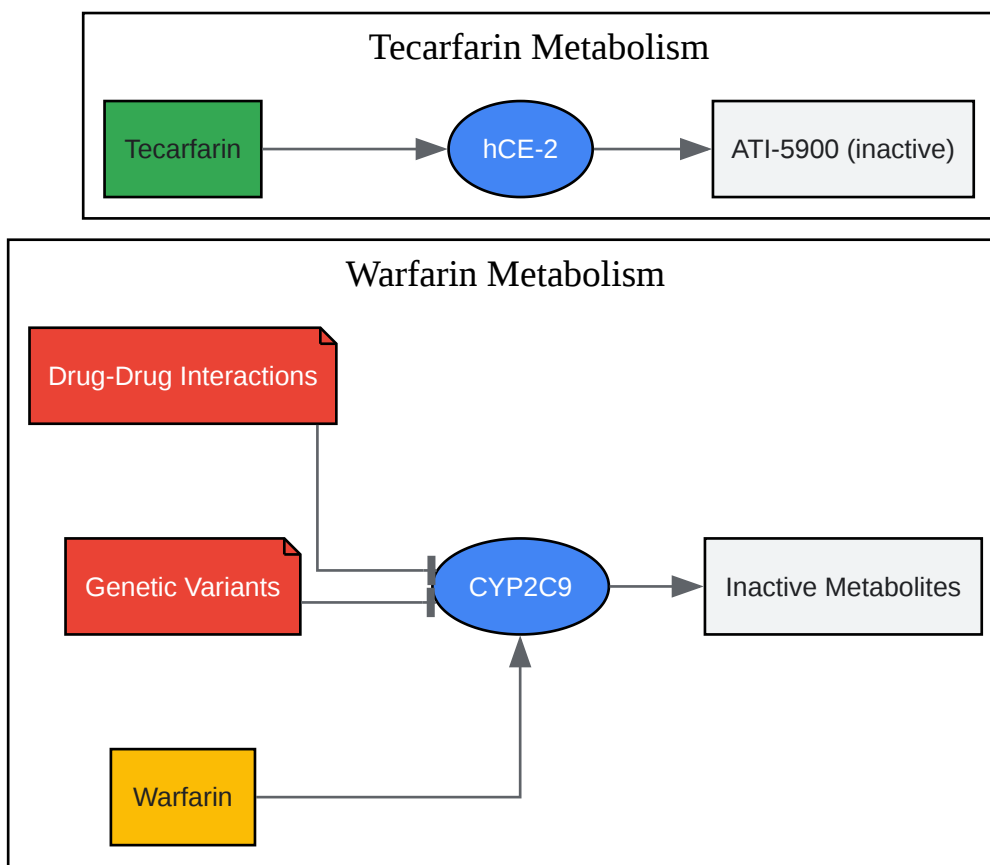 Tecarfarin Metabolism
Tecarfarin
hCE-2
ATI-5900 (inactive)
Warfarin Metabolism
Drug-Drug Interactions
Genetic Variants
CYP2C9
Inactive Metabolites
Warfarin